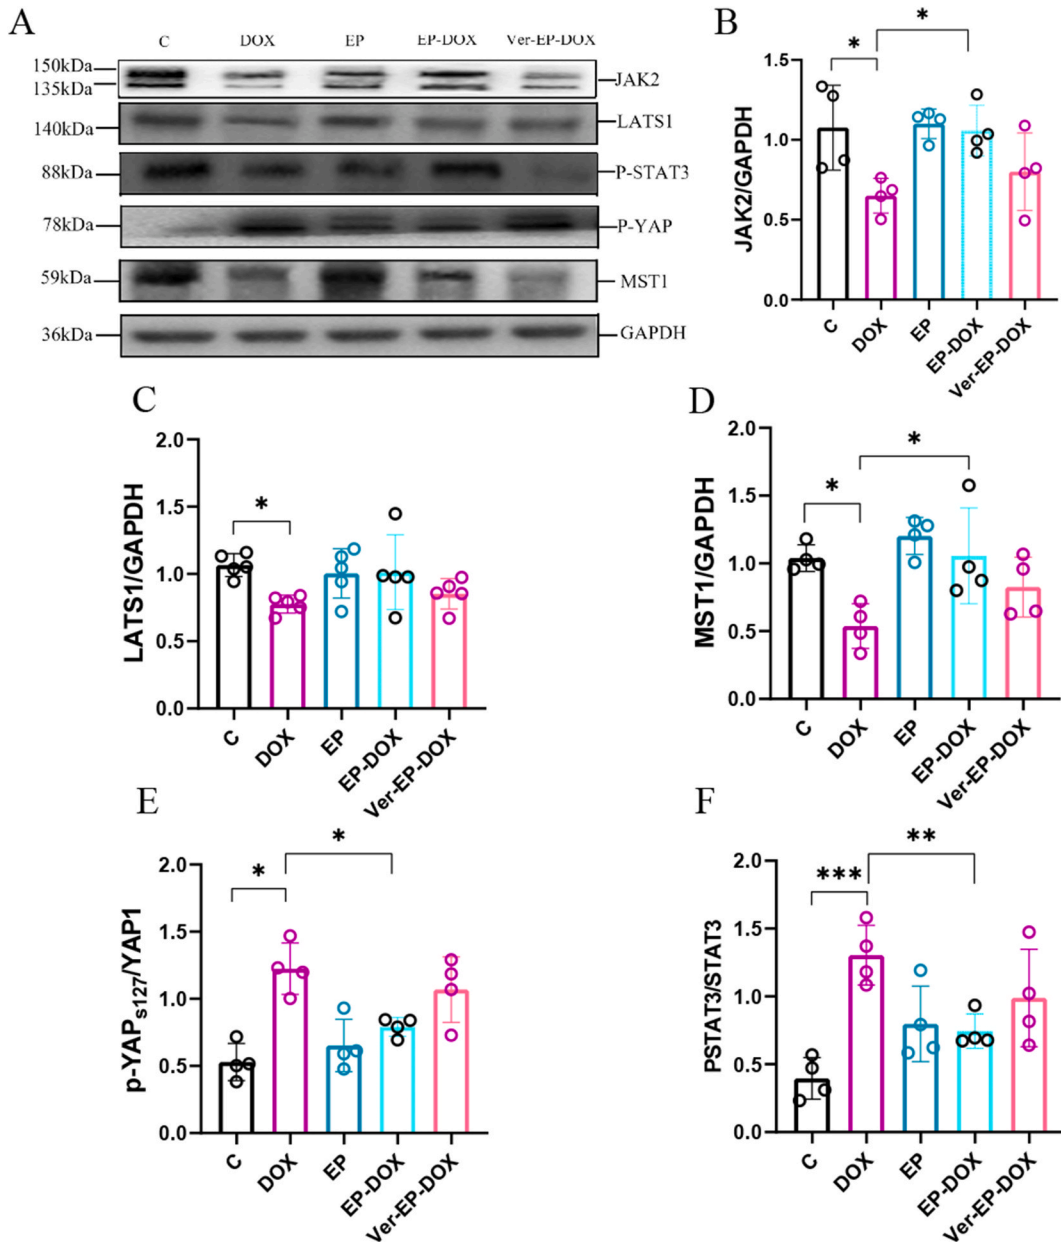 A
C DOX EP EP-DOX Ver-EP-DOX
150kDa
135kDa
JAK2
140kDa
LATS1
88kDa
P-STAT3
78kDa
P-YAP
59kDa
MST1
36kDa
GAPDH
B
JAK2/GAPDH
1.5
1.0
0.5
0.0
* *
C DOX EP EP-DOX Ver-EP-DOX
C
LATS1/GAPDH
2.0
1.5
1.0
0.5
0.0
*
C DOX EP EP-DOX Ver-EP-DOX
D
MST1/GAPDH
2.0
1.5
1.0
0.5
0.0
* *
C DOX EP EP-DOX Ver-EP-DOX
E
p-YAPs127/YAP1
2.0
1.5
1.0
0.5
0.0
* *
C DOX EP EP-DOX Ver-EP-DOX
F
PSTAT3/STAT3
2.0
1.5
1.0
0.5
0.0
*** **
C DOX EP EP-DOX Ver-EP-DOX